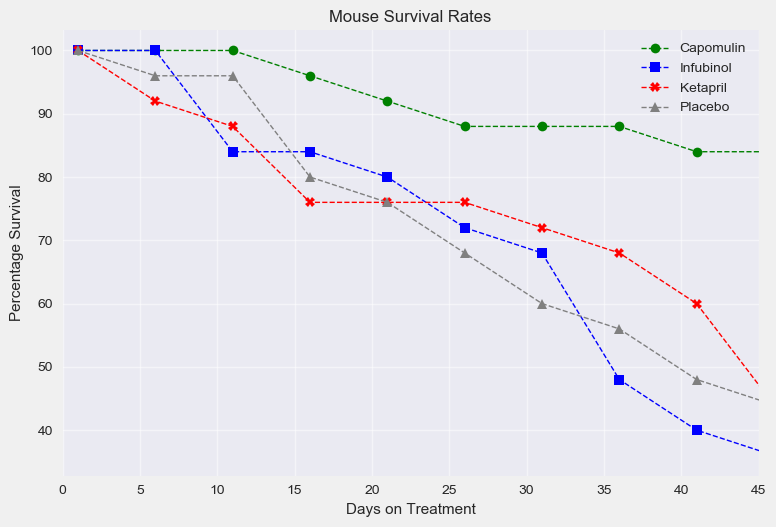 Mouse Survival Rates
Capomulin
Infubinol
Ketapril
Placebo
Percentage Survival
100
90
80
70
60
50
40
0 5 10 15 20 25 30 35 40 45
Days on Treatment